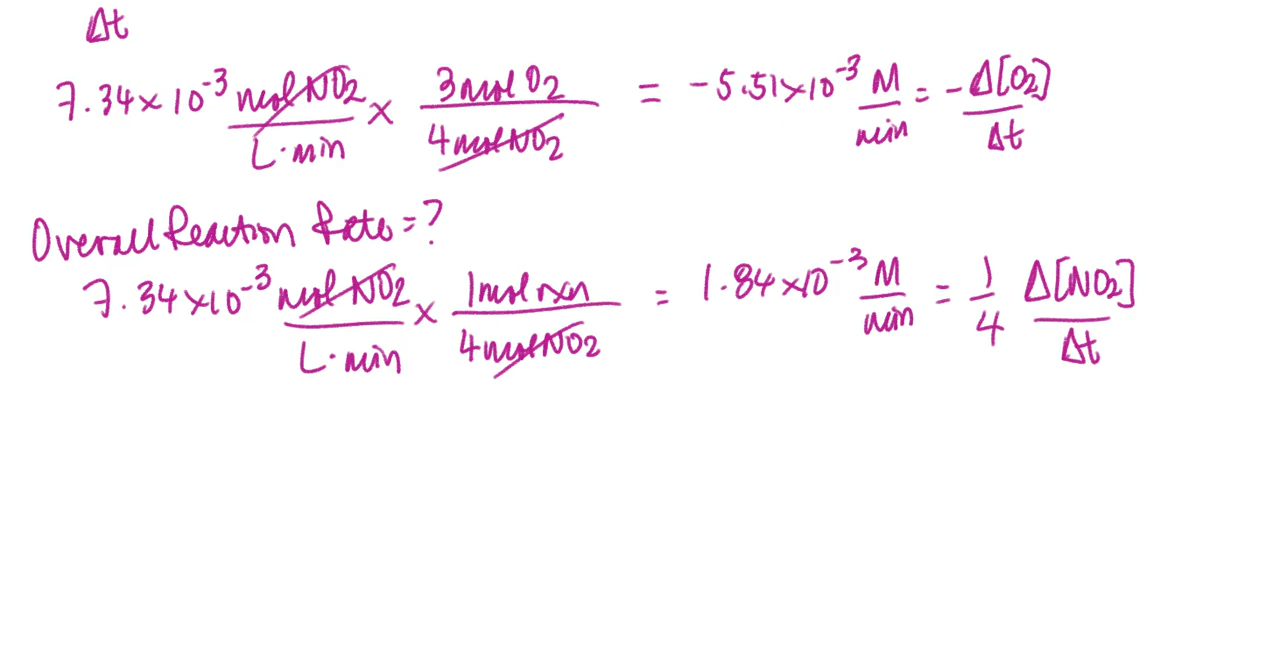 Δt
7.34 × 10⁻³ mol NO₂ / L·min × 3 mol O₂ / 4 mol NO₂ = -5.51 × 10⁻³ M/min = - Δ[O₂]/Δt
Overall Reaction Rate = ?
7.34 × 10⁻³ mol NO₂ / L·min × 1 mol rxn / 4 mol NO₂ = 1.84 × 10⁻³ M/min = 1/4 Δ[NO₂]/Δt